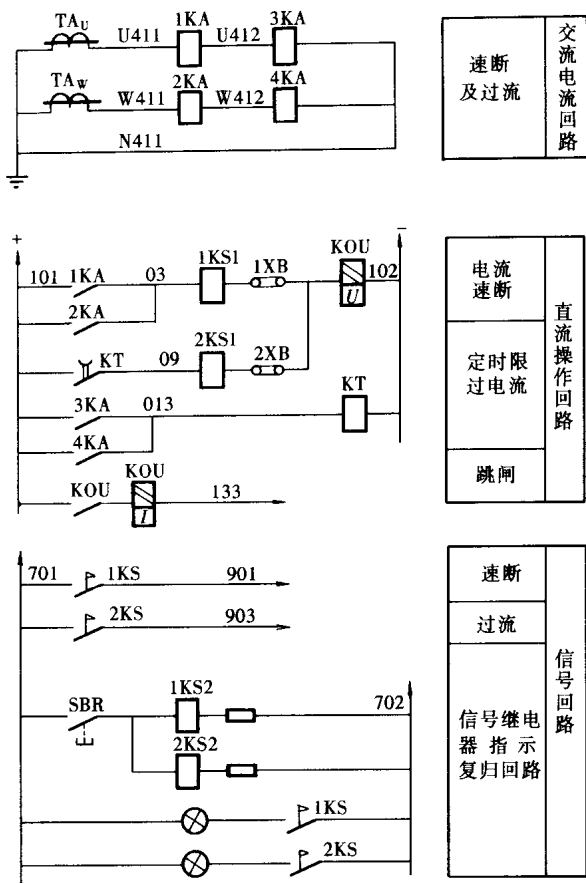 TAU
U411
1KA
U412
3KA
TAW
W411
2KA
W412
4KA
N411
速断
及过流
交流电流回路
+
−
101
1KA
03
1KS1
1XB
KOU
U
102
2KA
KT
09
2KS1
2XB
3KA
013
KT
4KA
KOU
KOU
I
133
电流
速断
定时限
过电流
跳闸
直流操作回路
701
1KS
901
2KS
903
SBR
1KS2
702
2KS2
1KS
2KS
速断
过流
信号继电
器指示
复归回路
信号回路